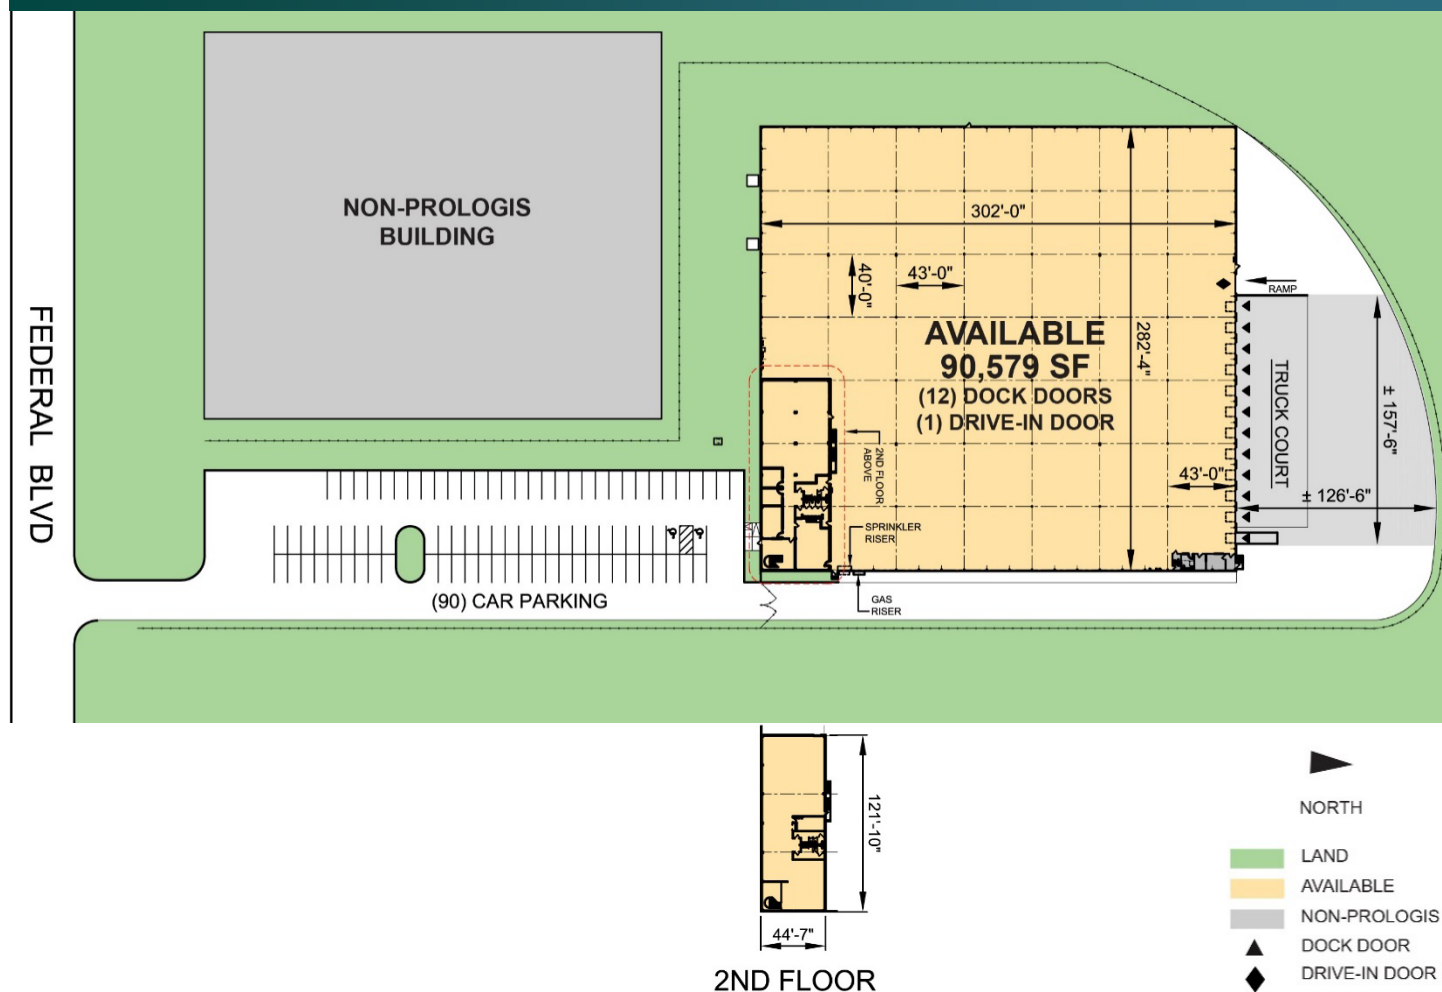 NON-PROLOGIS
BUILDING
FEDERAL BLVD
302'-0"
40'-0"
43'-0"
282'-4"
AVAILABLE
90,579 SF
(12) DOCK DOORS
(1) DRIVE-IN DOOR
RAMP
TRUCK COURT
± 157'-6"
± 126'-6"
43'-0"
2ND FLOOR
ABOVE
SPRINKLER
RISER
GAS
RISER
(90) CAR PARKING
121'-10"
44'-7"
2ND FLOOR
NORTH
LAND
AVAILABLE
NON-PROLOGIS
DOCK DOOR
DRIVE-IN DOOR